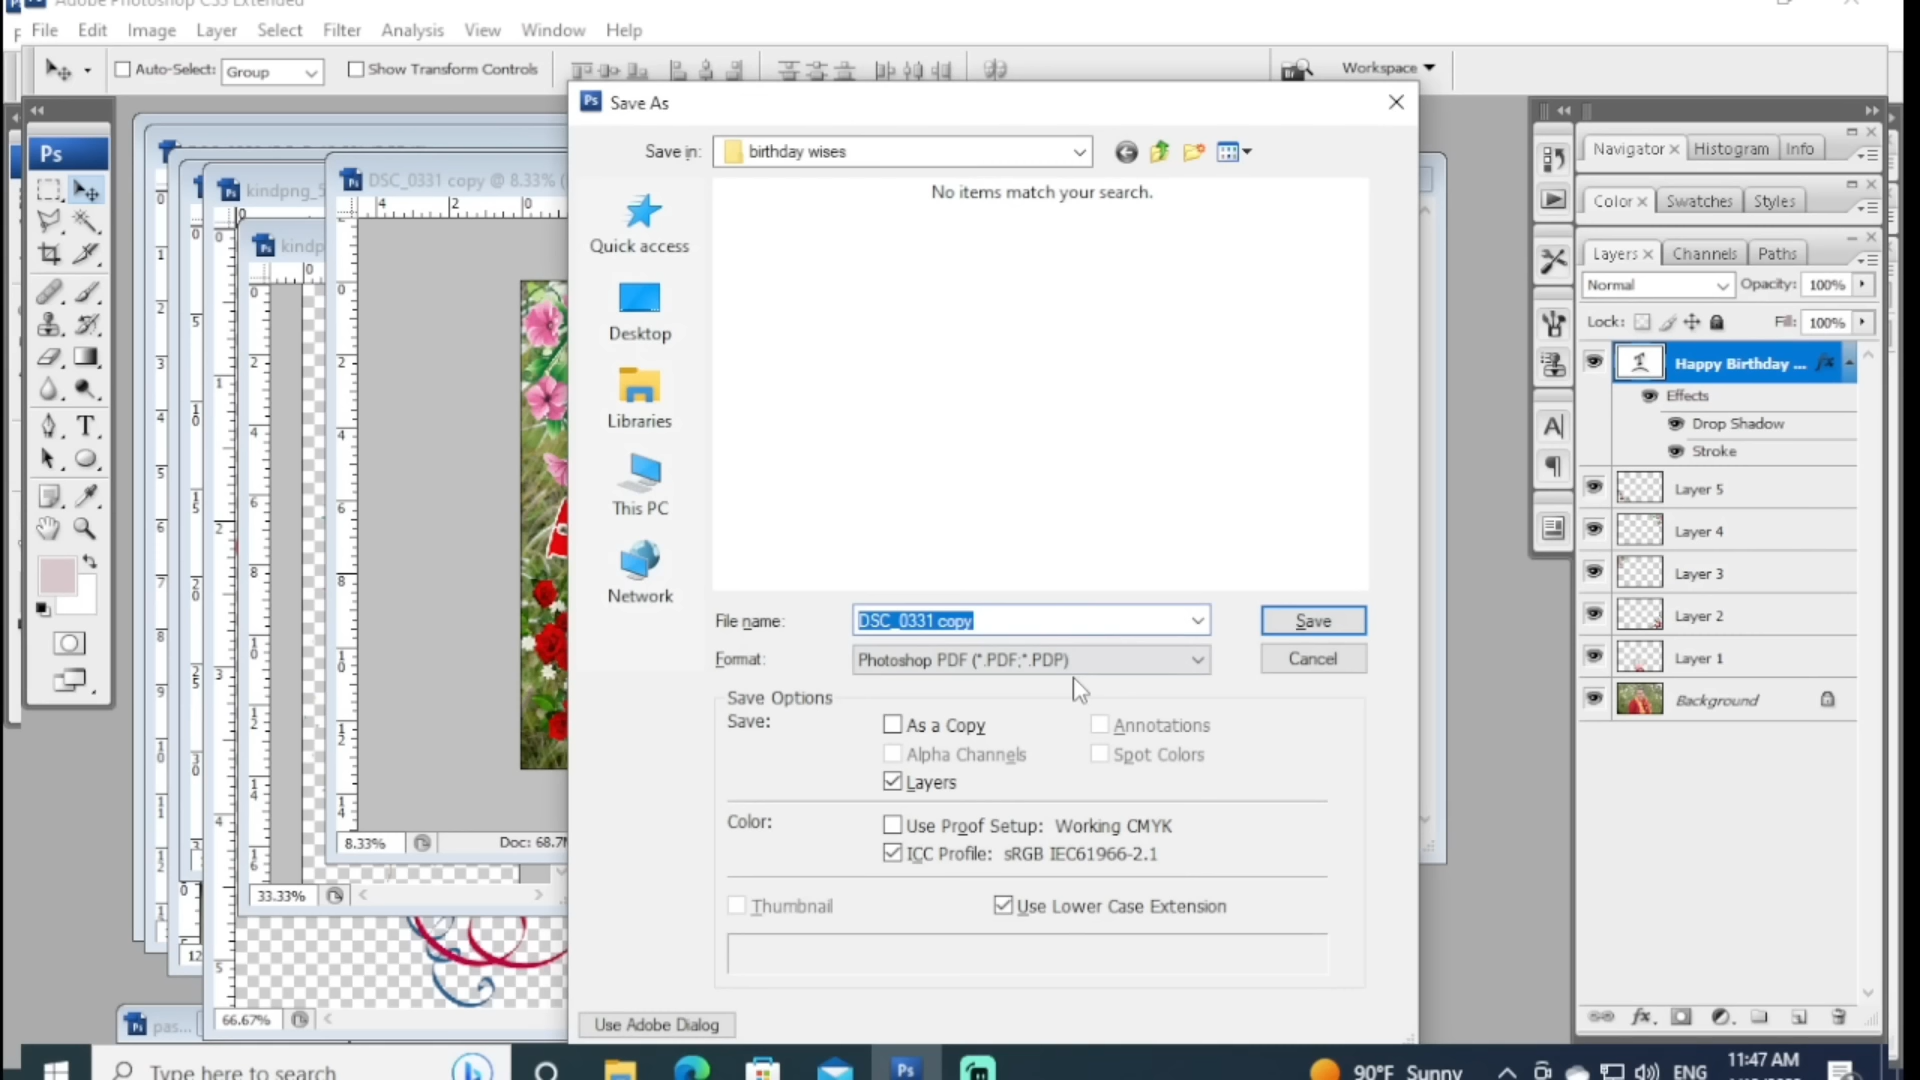 Adobe Photoshop CS3 Extended
File Edit Image Layer Select Filter Analysis View Window Help
Auto-Select: Group Show Transform Controls Workspace
Save As
Save in: birthday wises
No items match your search.
Quick access
Desktop
Libraries
This PC
Network
File name: DSC_0331 copy Save
Format: Photoshop PDF (*.PDF;*.PDP) Cancel
Save Options
Save: As a Copy Annotations
Alpha Channels Spot Colors
Layers
Color: Use Proof Setup: Working CMYK
ICC Profile: sRGB IEC61966-2.1
Thumbnail Use Lower Case Extension
Use Adobe Dialog
Ps
kindpng_5
DSC_0331 copy @ 8.33% (
kindp
8.33% Doc: 68.7M
33.33%
66.67%
pas...
Navigator Histogram Info
Color Swatches Styles
Layers Channels Paths
Normal Opacity: 100%
Lock: Fill: 100%
Happy Birthday ... fx
Effects
Drop Shadow
Stroke
Layer 5
Layer 4
Layer 3
Layer 2
Layer 1
Background
Type here to search
90°F Sunny ENG 11:47 AM